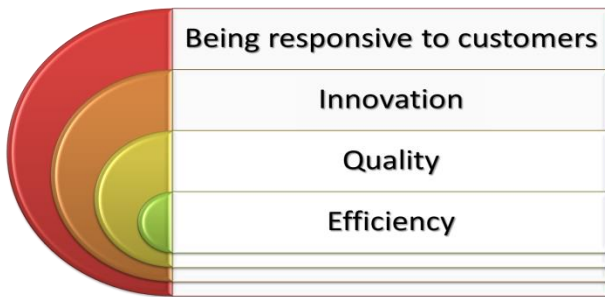 Being responsive to customers
Innovation
Quality
Efficiency